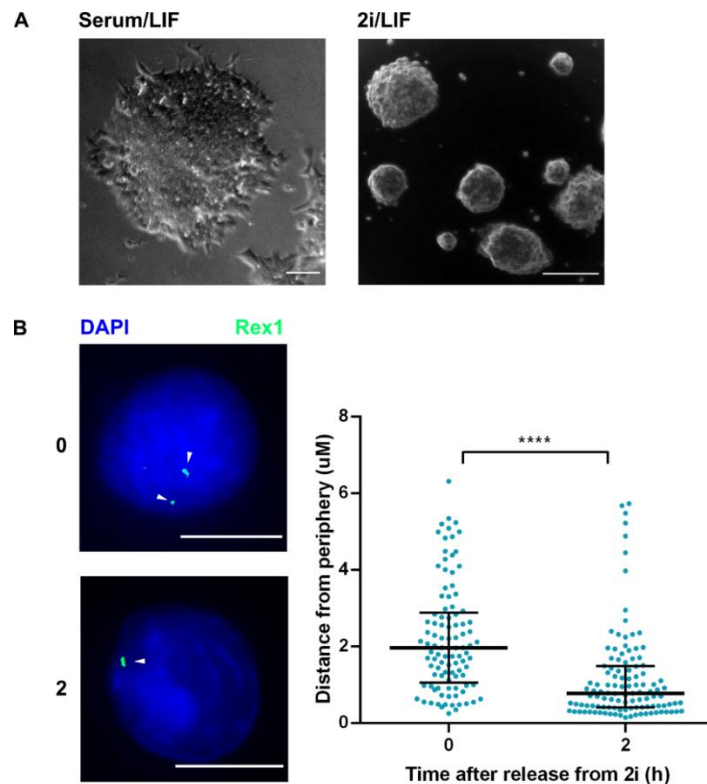 A
Serum/LIF
2i/LIF
B
DAPI
Rex1
0
2
Distance from periphery (uM)
8
6
4
2
0
****
0
2
Time after release from 2i (h)